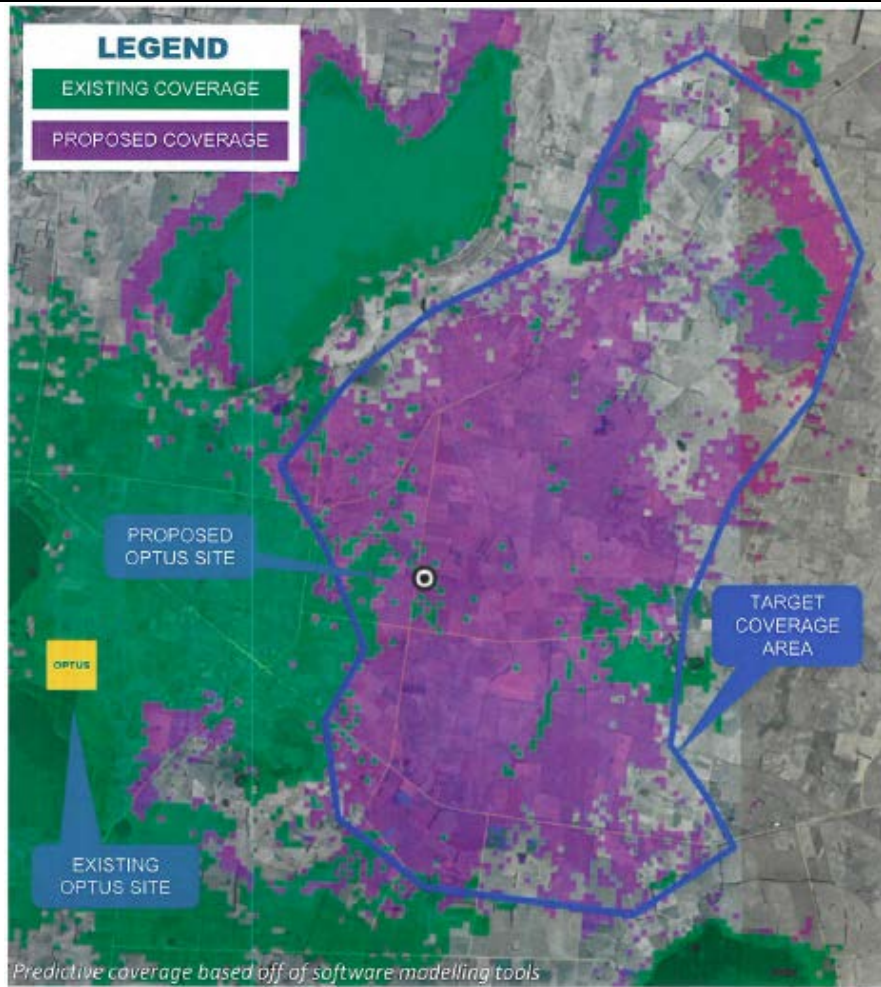 LEGEND
EXISTING COVERAGE
PROPOSED COVERAGE
PROPOSED
OPTUS SITE
TARGET
COVERAGE
AREA
OPTUS
EXISTING
OPTUS SITE
Predictive coverage based off of software modelling tools